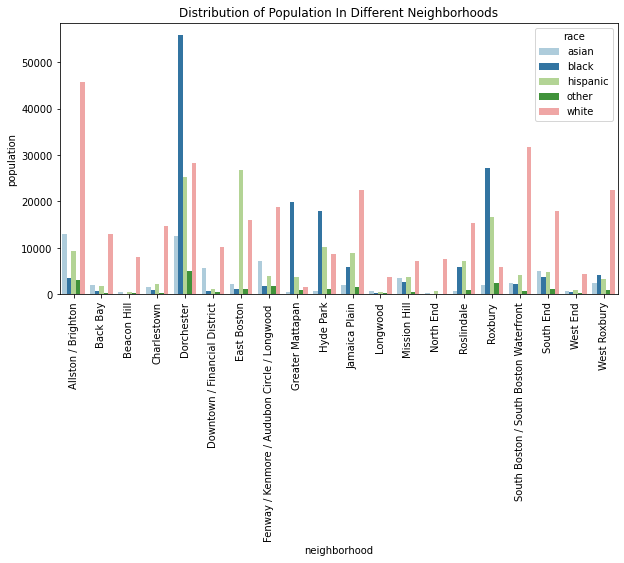 Distribution of Population In Different Neighborhoods
race
asian
black
hispanic
other
white
population
50000
40000
30000
20000
10000
0
Allston / Brighton
Back Bay
Beacon Hill
Charlestown
Dorchester
Downtown / Financial District
East Boston
Fenway / Kenmore / Audubon Circle / Longwood
Greater Mattapan
Hyde Park
Jamaica Plain
Longwood
Mission Hill
North End
Roslindale
Roxbury
South Boston / South Boston Waterfront
South End
West End
West Roxbury
neighborhood